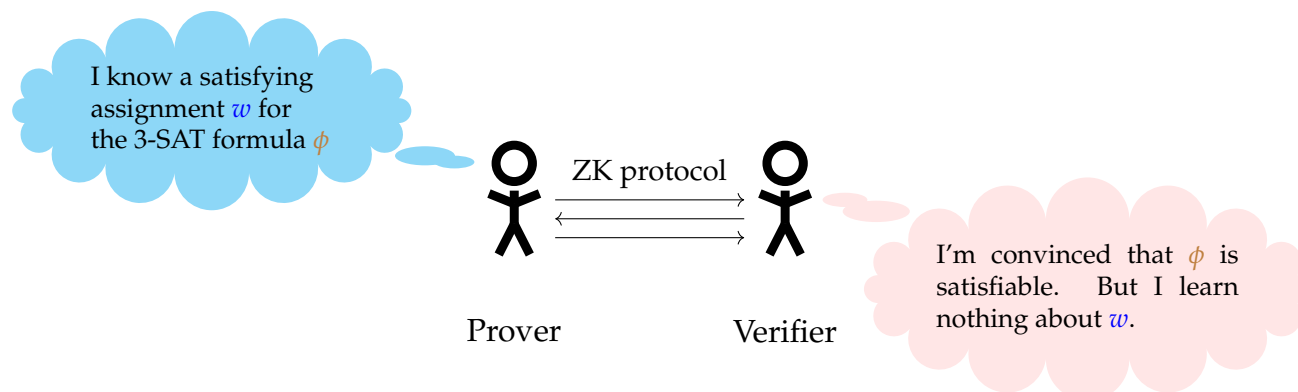 I know a satisfying
assignment w for
the 3-SAT formula ϕ
ZK protocol
I'm convinced that ϕ is
satisfiable. But I learn
nothing about w.
Prover
Verifier